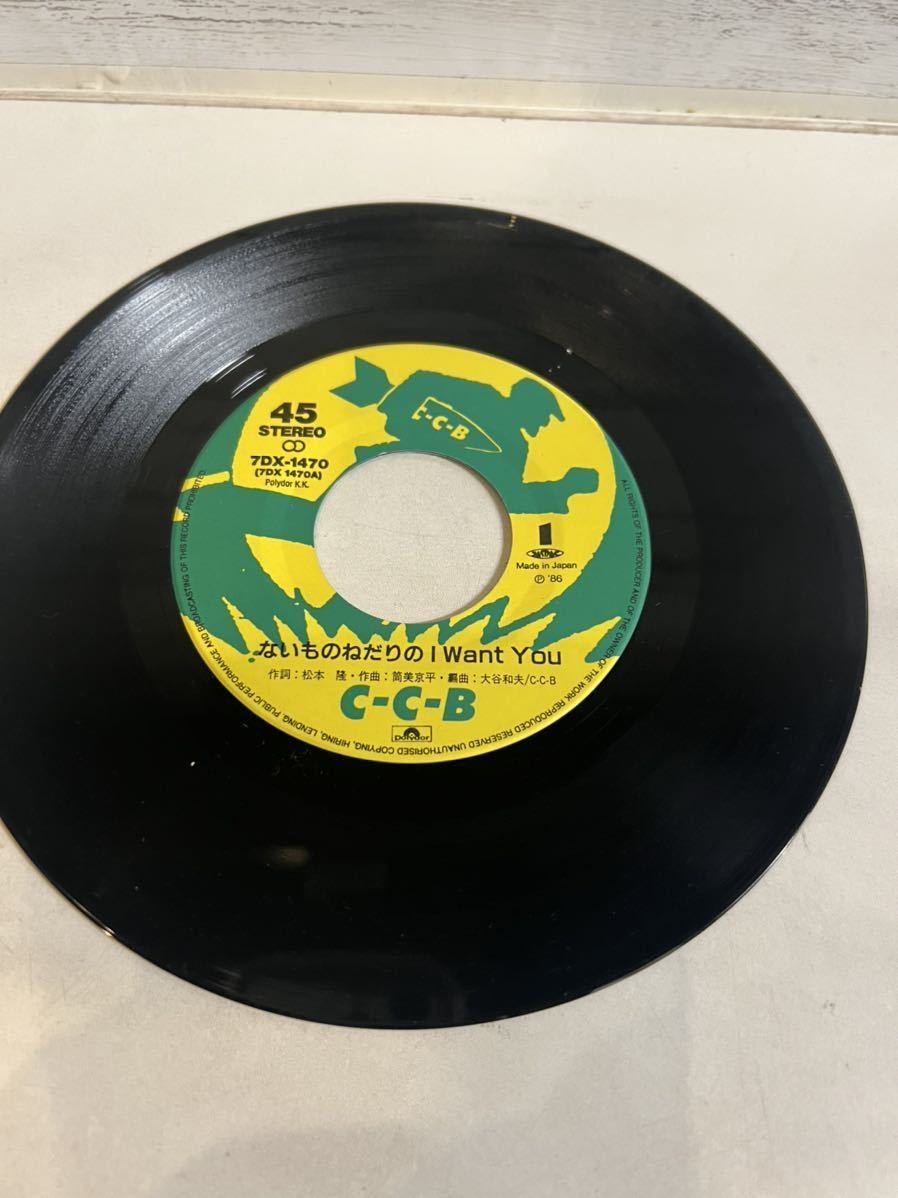 45
STEREO
7DX-1470
(7DX 1470A)
Polydor K.K.
C-C-B
1
Made in Japan
℗ '86
ないものねだりの I Want You
作詞：松本 隆・作曲：筒美京平・編曲：大谷和夫/C-C-B
C-C-B
polydor
ALL RIGHTS OF THE PRODUCER AND OF THE OWNER OF THE WORK REPRODUCED RESERVED UNAUTHORISED COPYING, HIRING, LENDING, PUBLIC PERFORMANCE AND BROADCASTING OF THIS RECORD PROHIBITED